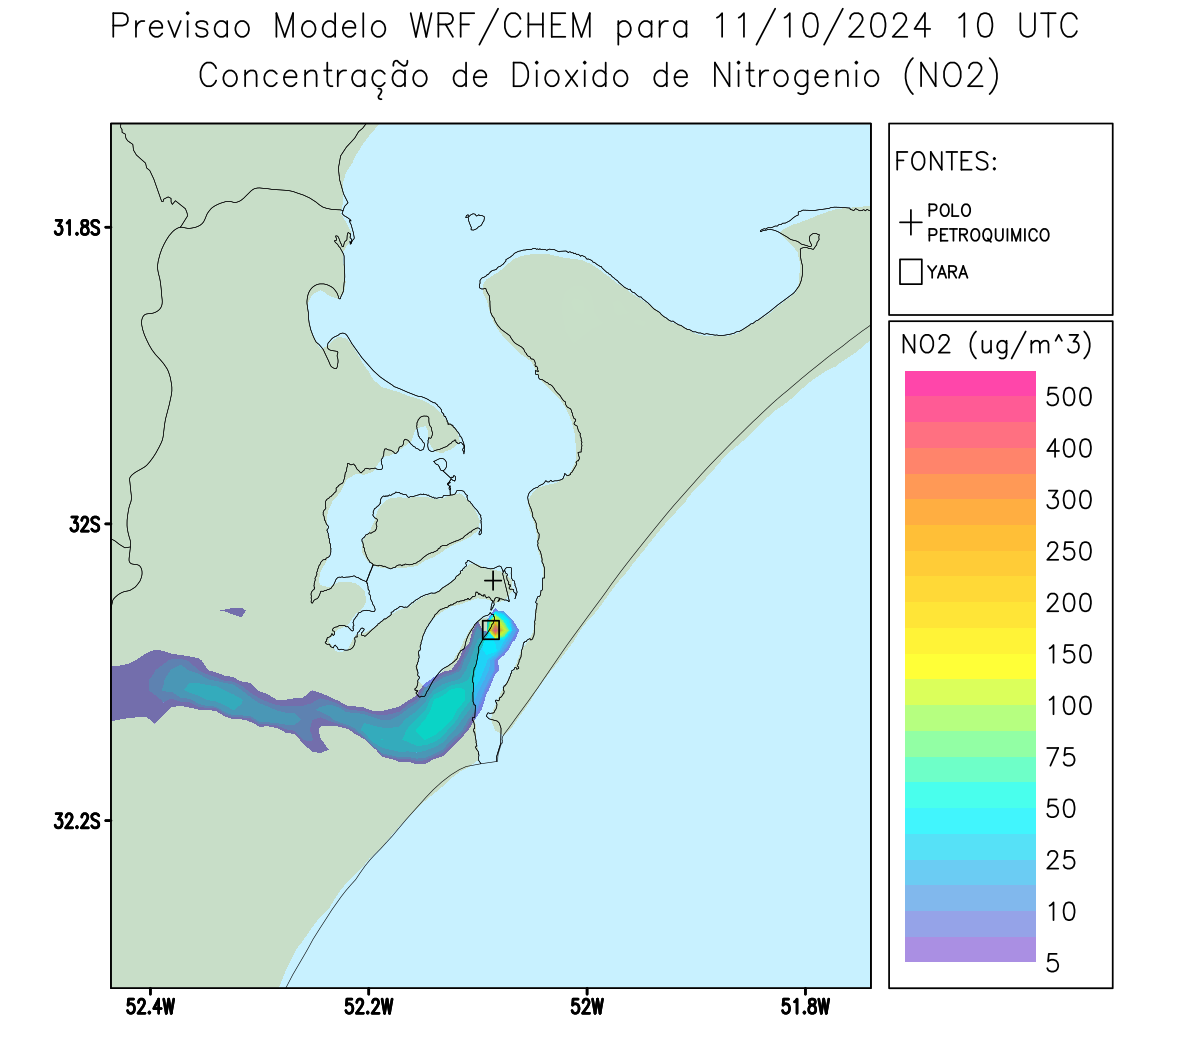 Previsao Modelo WRF/CHEM para 11/10/2024 10 UTC
Concentração de Dioxido de Nitrogenio (NO2)
FONTES:
POLO
PETROQUIMICO
YARA
NO2 (ug/m^3)
500
400
300
250
200
150
100
75
50
25
10
5
31.8S
32S
32.2S
52.4W
52.2W
52W
51.8W